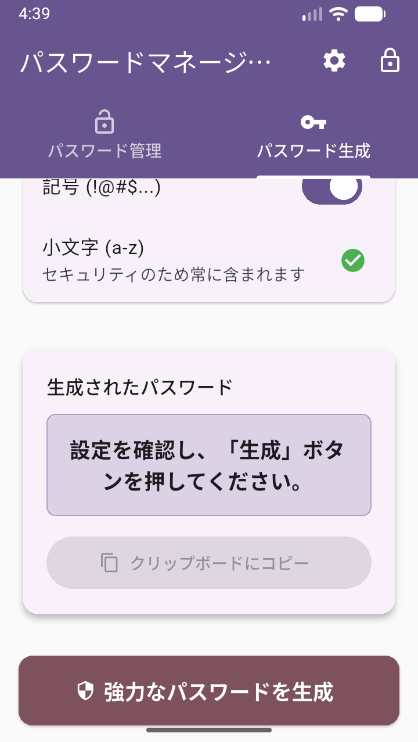 4:39
パスワードマネージ…
パスワード管理
パスワード生成
記号 (!@#$...)
小文字 (a-z)
セキュリティのため常に含まれます
生成されたパスワード
設定を確認し、「生成」ボタ
ンを押してください。
クリップボードにコピー
強力なパスワードを生成